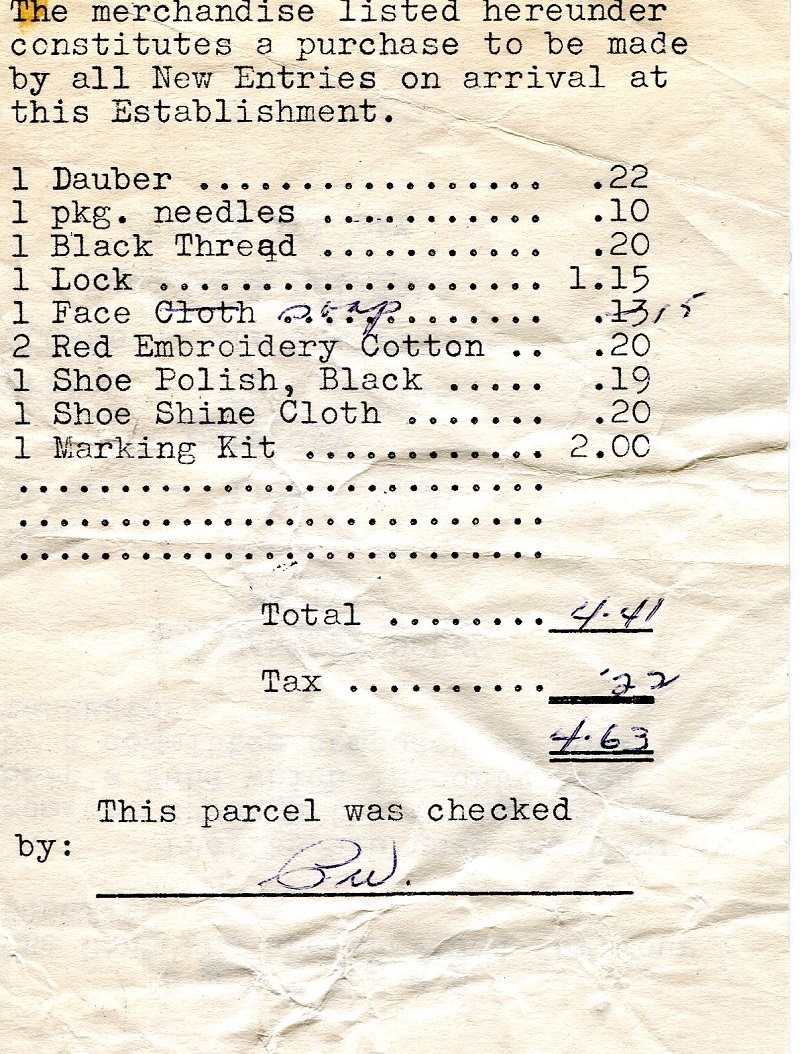 The merchandise listed hereunder
constitutes a purchase to be made
by all New Entries on arrival at
this Establishment.
1 Dauber ................. .22
1 pkg. needles ........... .10
1 Black Thread ........... .20
1 Lock ................... 1.15
1 Face Cloth soap ............. .13 15
2 Red Embroidery Cotton .. .20
1 Shoe Polish, Black ..... .19
1 Shoe Shine Cloth ....... .20
1 Marking Kit ............ 2.00
..........................
..........................
..........................
Total ........ 4.41
Tax .......... .22
4.63
This parcel was checked
by: